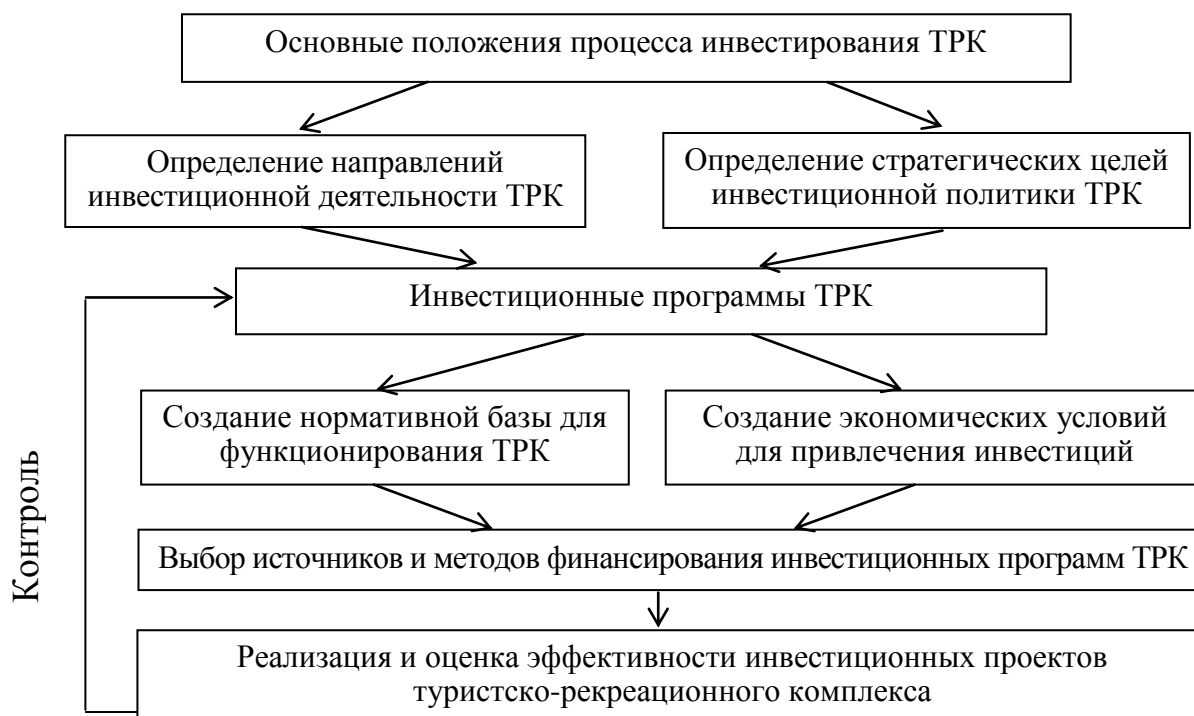 Основные положения процесса инвестирования ТРК
Определение направлений
инвестиционной деятельности ТРК
Определение стратегических целей
инвестиционной политики ТРК
Инвестиционные программы ТРК
Создание нормативной базы для
функционирования ТРК
Создание экономических условий
для привлечения инвестиций
Контроль
Выбор источников и методов финансирования инвестиционных программ ТРК
Реализация и оценка эффективности инвестиционных проектов
туристско-рекреационного комплекса